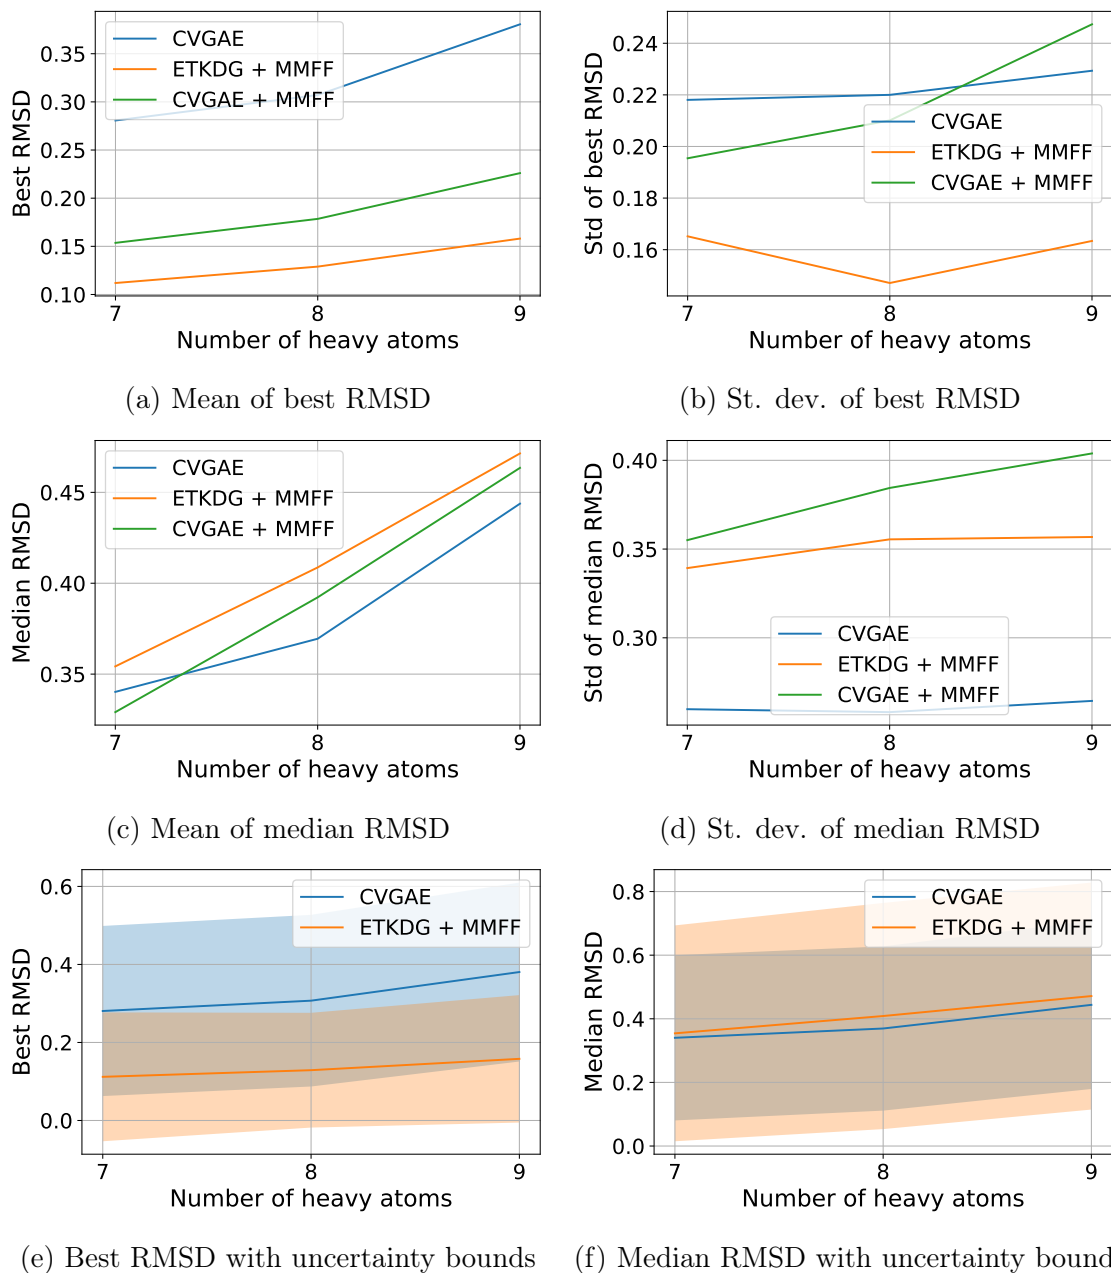 CVGAE
ETKDG + MMFF
CVGAE + MMFF
0.35
0.30
0.25
0.20
0.15
0.10
Best RMSD
7 8 9
Number of heavy atoms
(a) Mean of best RMSD
0.24
0.22
0.20
0.18
0.16
Std of best RMSD
CVGAE
ETKDG + MMFF
CVGAE + MMFF
7 8 9
Number of heavy atoms
(b) St. dev. of best RMSD
CVGAE
ETKDG + MMFF
CVGAE + MMFF
0.45
0.40
0.35
Median RMSD
7 8 9
Number of heavy atoms
(c) Mean of median RMSD
0.40
0.35
0.30
Std of median RMSD
CVGAE
ETKDG + MMFF
CVGAE + MMFF
7 8 9
Number of heavy atoms
(d) St. dev. of median RMSD
CVGAE
ETKDG + MMFF
0.6
0.4
0.2
0.0
Best RMSD
7 8 9
Number of heavy atoms
(e) Best RMSD with uncertainty bounds
CVGAE
ETKDG + MMFF
0.8
0.6
0.4
0.2
0.0
Median RMSD
7 8 9
Number of heavy atoms
(f) Median RMSD with uncertainty bound